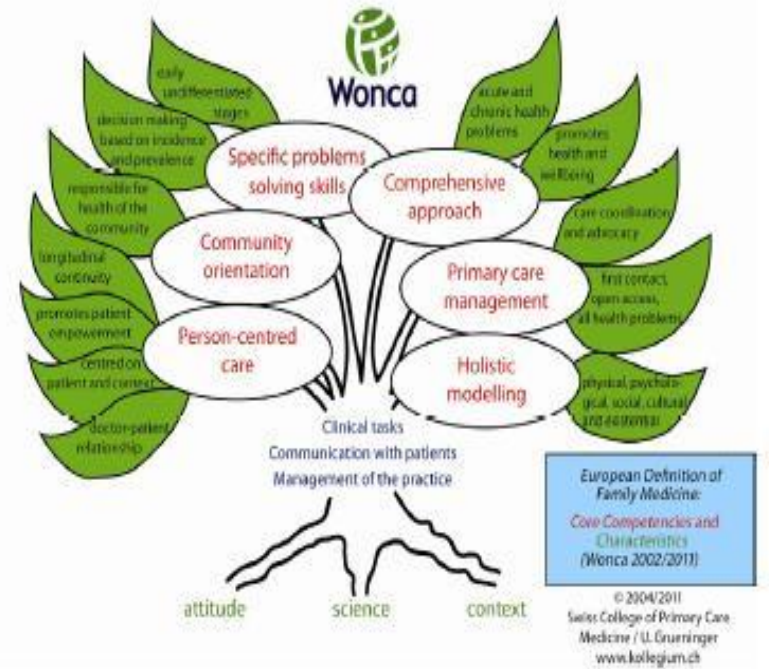 Wonca
early
undifferentiated
stages
decision making
based on incidence
and prevalence
responsible for
health of the
community
longitudinal
continuity
promotes patient
empowerment
centred on
patient and context
doctor-patient
relationship
Specific problems
solving skills
Community
orientation
Person-centred
care
Comprehensive
approach
Primary care
management
Holistic
modelling
acute and
chronic health
problems
promotes
health and
wellbeing
care coordination
and advocacy
first contact,
open access,
all health problems
physical, psycholo-
gical, social, cultural
and existential
Clinical tasks
Communication with patients
Management of the practice
attitude
science
context
European Definition of
Family Medicine:
Core Competencies and
Characteristics
(Wonca 2002/2011)
© 2004/2011
Swiss College of Primary Care
Medicine / U. Grueninger
www.kollegium.ch